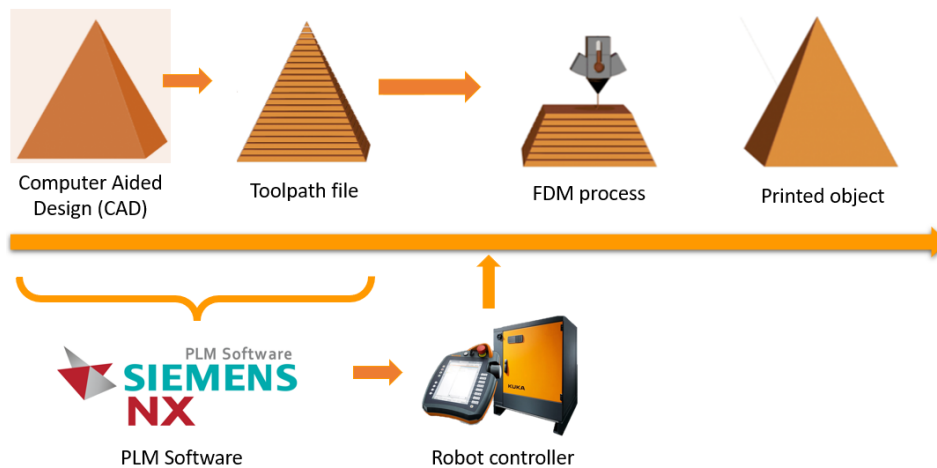 Computer Aided
Design (CAD)
Toolpath file
FDM process
Printed object
PLM Software
SIEMENS
NX
KUKA
PLM Software
Robot controller